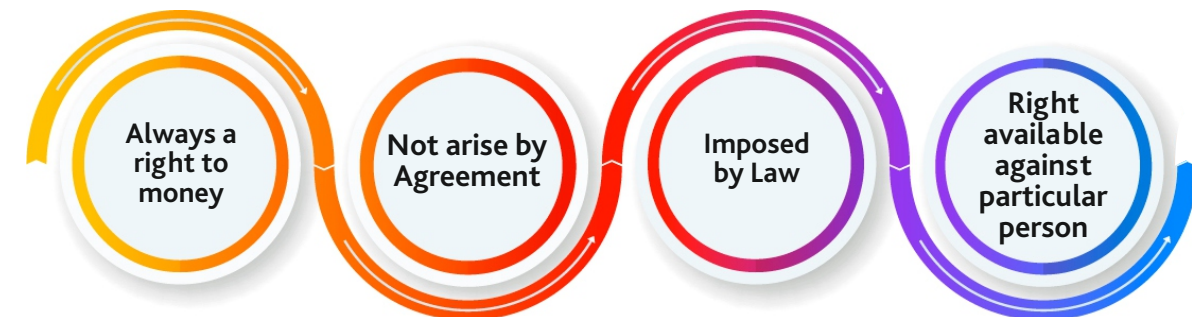 Always a
right to
money
Not arise by
Agreement
Imposed
by Law
Right
available
against
particular
person